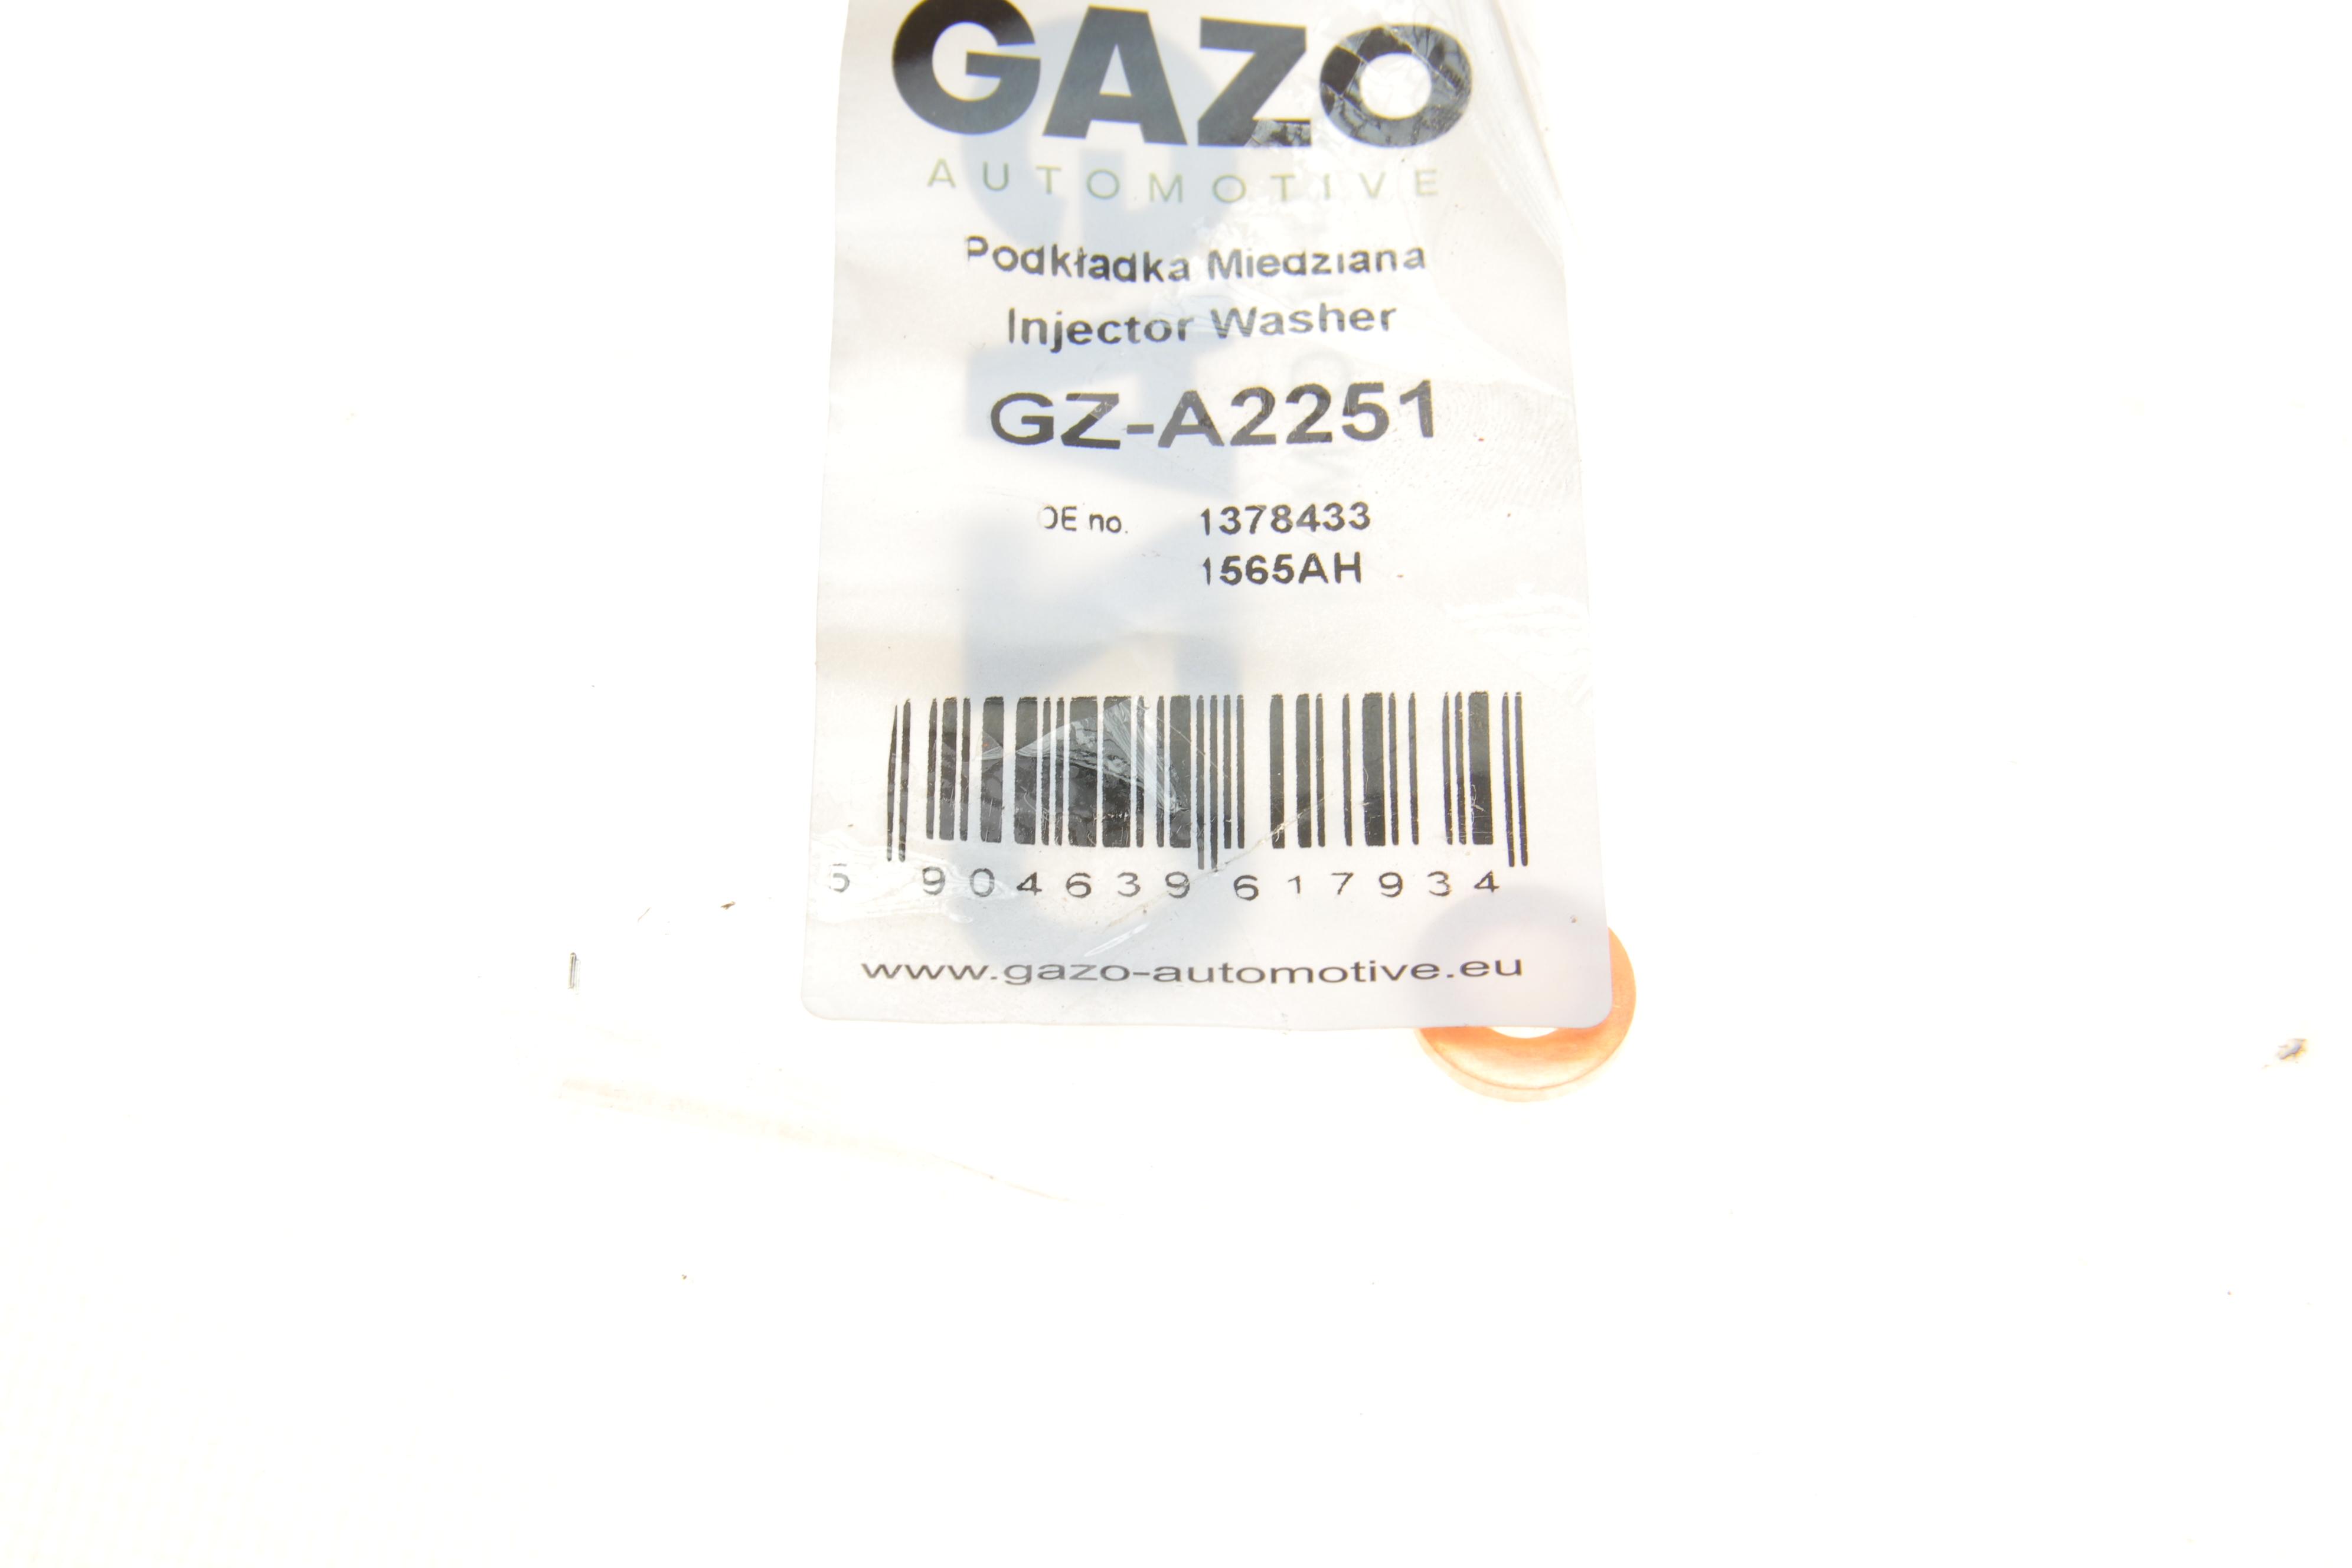 GAZO
AUTOMOTIVE
Podkładka Miedziana
Injector Washer
GZ-A2251
OE no. 1378433
1565AH
5 904639 617934
www.gazo-automotive.eu